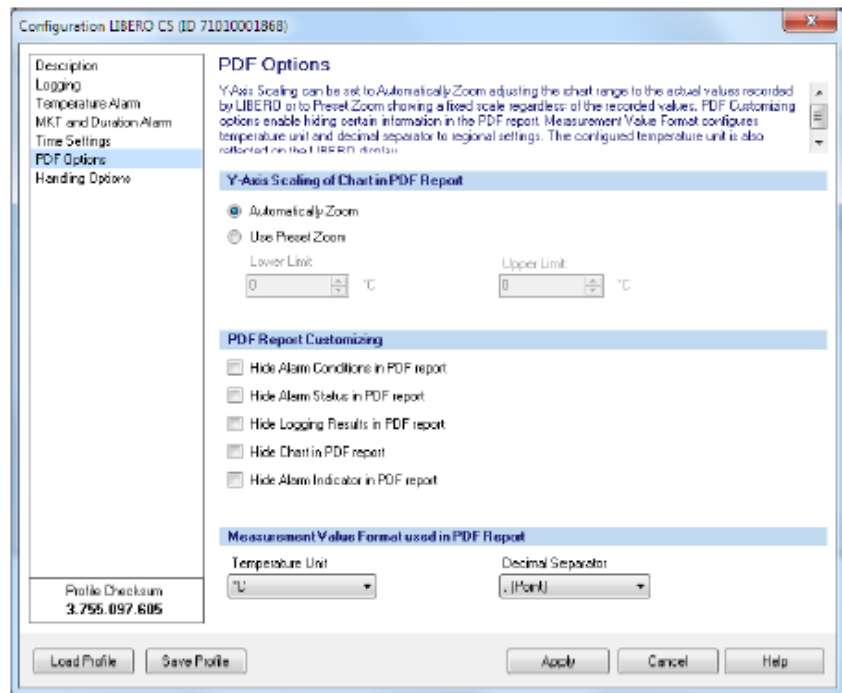 Configuration LIBERO CS (ID 71010001868)
Description
Logging
Temperature Alarm
MKT and Duration Alarm
Time Settings
PDF Options
Handling Options
Profile Checksum
3.755.097.605
PDF Options
Y-Axis Scaling can be set to Automatically Zoom adjusting the chart range to the actual values recorded
by LIBERO or to Preset Zoom showing a fixed scale regardless of the recorded values. PDF Customizing
options enable hiding certain information in the PDF report. Measurement Value Format configures
temperature unit and decimal separator to regional settings. The configured temperature unit is also
reflected on the LIBERO display
Y-Axis Scaling of Chart in PDF Report
Automatically Zoom
Use Preset Zoom
Lower Limit Upper Limit
0 °C 0 °C
PDF Report Customizing
Hide Alarm Conditions in PDF report
Hide Alarm Status in PDF report
Hide Logging Results in PDF report
Hide Chart in PDF report
Hide Alarm Indicator in PDF report
Measurement Value Format used in PDF Report
Temperature Unit Decimal Separator
°C . (Point)
Load Profile Save Profile Apply Cancel Help